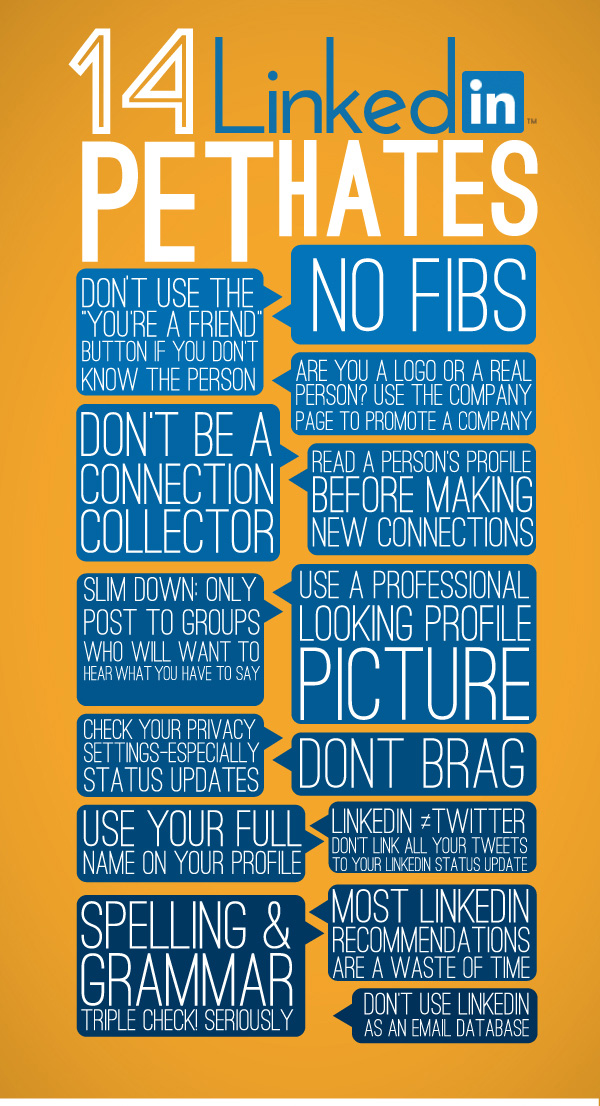 14 Linkedin™
PET HATES
DON'T USE THE
"YOU'RE A FRIEND"
BUTTON IF YOU DON'T
KNOW THE PERSON
NO FIBS
ARE YOU A LOGO OR A REAL
PERSON? USE THE COMPANY
PAGE TO PROMOTE A COMPANY
DON'T BE A
CONNECTION
COLLECTOR
READ A PERSON'S PROFILE
BEFORE MAKING
NEW CONNECTIONS
SLIM DOWN: ONLY
POST TO GROUPS
WHO WILL WANT TO
HEAR WHAT YOU HAVE TO SAY
USE A PROFESSIONAL
LOOKING PROFILE
PICTURE
CHECK YOUR PRIVACY
SETTINGS-ESPECIALLY
STATUS UPDATES
DONT BRAG
USE YOUR FULL
NAME ON YOUR PROFILE
LINKEDIN ≠TWITTER
DON'T LINK ALL YOUR TWEETS
TO YOUR LINKEDIN STATUS UPDATE
SPELLING &
GRAMMAR
TRIPLE CHECK! SERIOUSLY
MOST LINKEDIN
RECOMMENDATIONS
ARE A WASTE OF TIME
DON'T USE LINKEDIN
AS AN EMAIL DATABASE